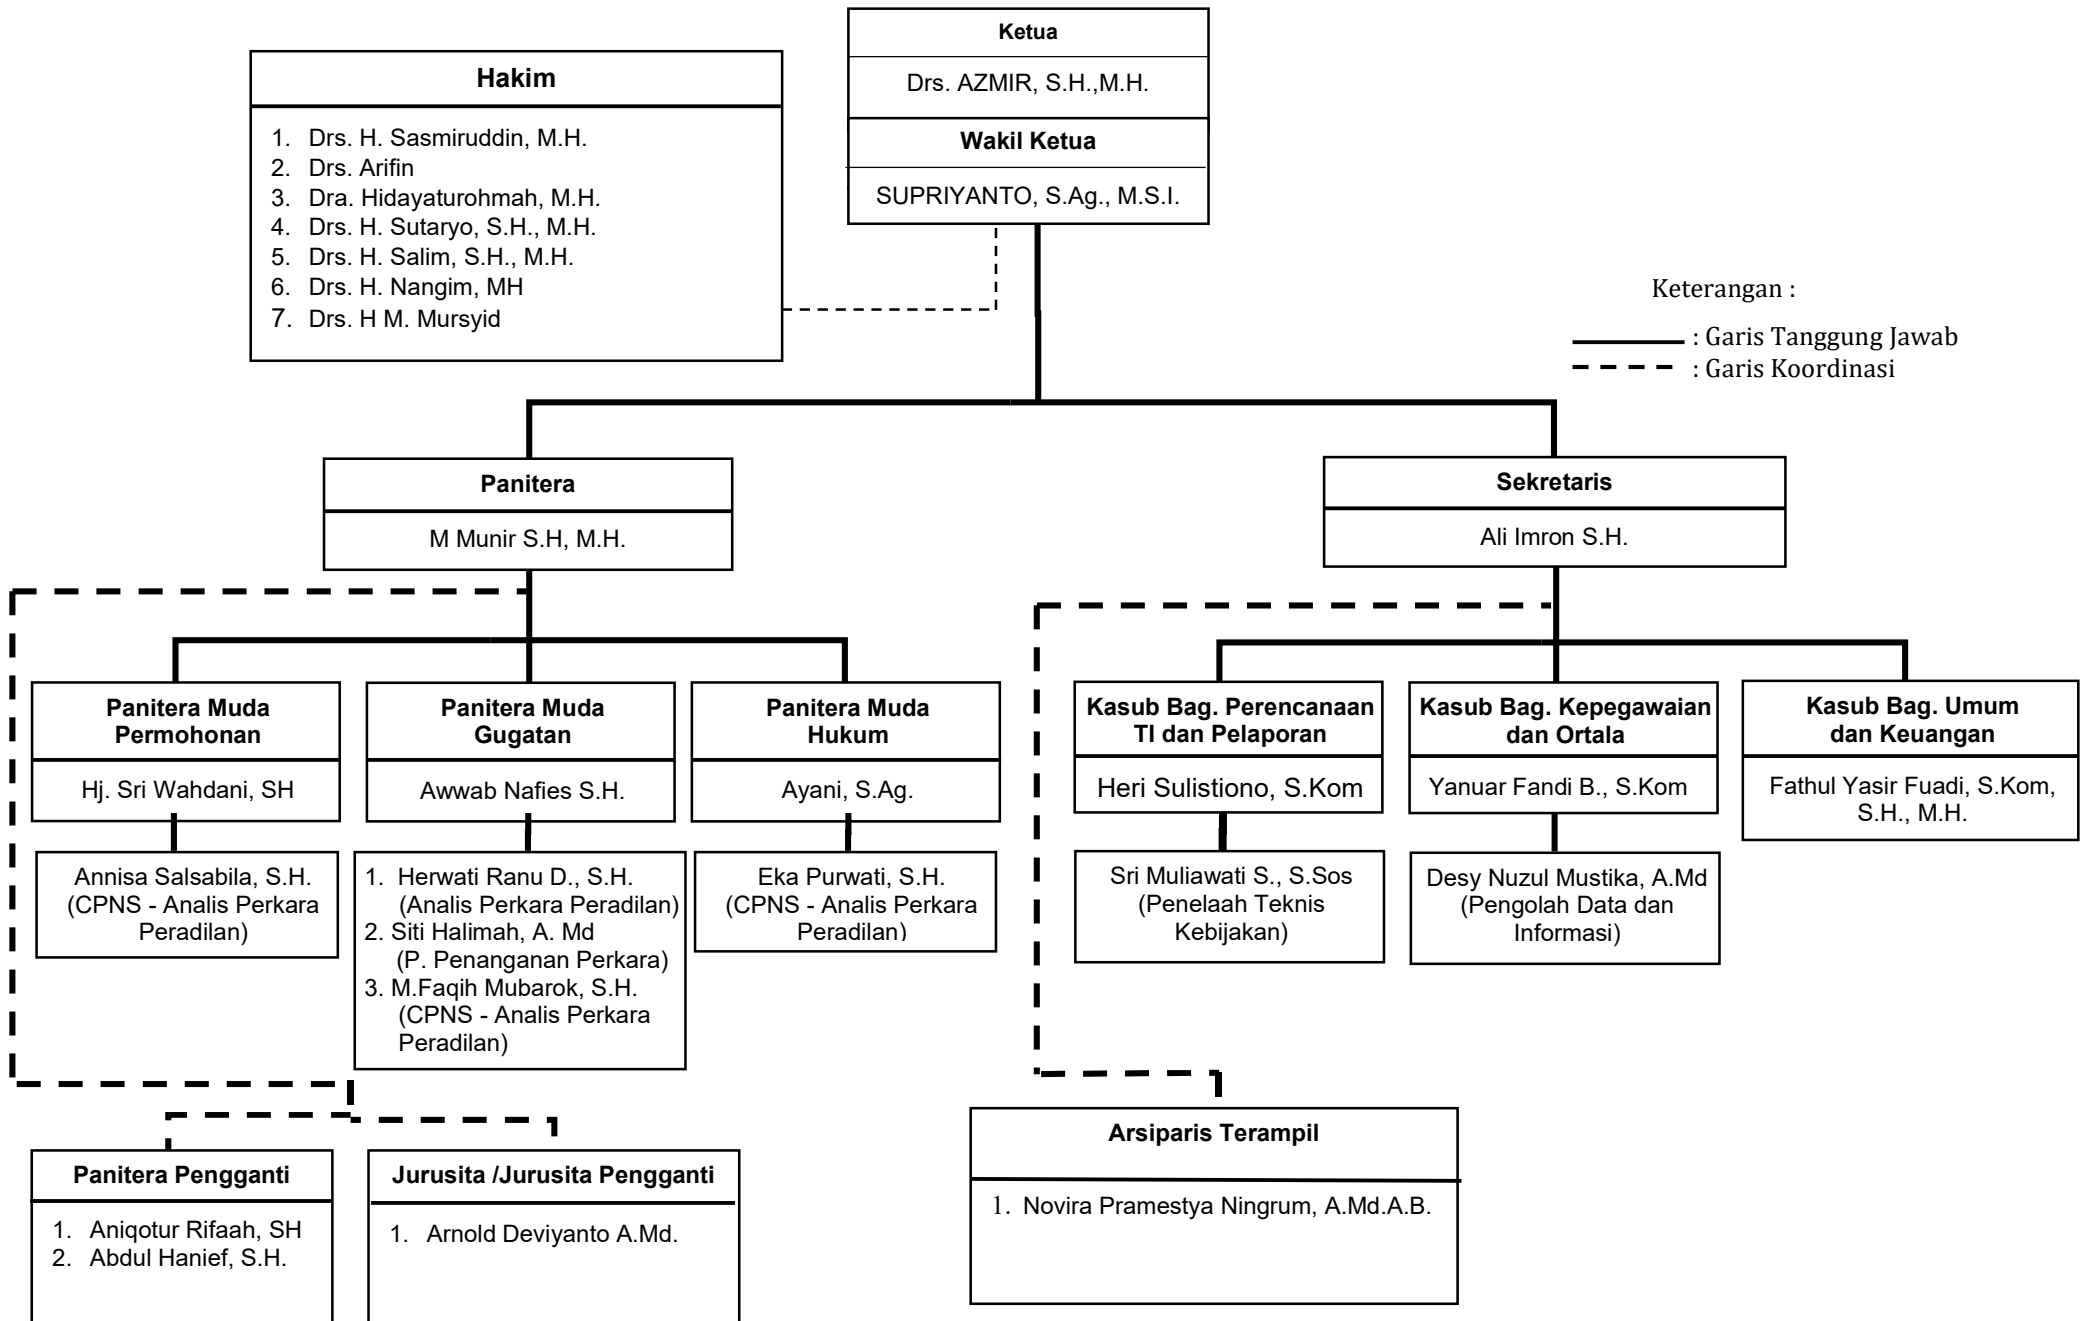 Ketua
Drs. AZMIR, S.H.,M.H.
Wakil Ketua
SUPRIYANTO, S.Ag., M.S.I.
Hakim
1. Drs. H. Sasmiruddin, M.H.
2. Drs. Arifin
3. Dra. Hidayaturohmah, M.H.
4. Drs. H. Sutaryo, S.H., M.H.
5. Drs. H. Salim, S.H., M.H.
6. Drs. H. Nangim, MH
7. Drs. H M. Mursyid
Keterangan :
: Garis Tanggung Jawab
: Garis Koordinasi
Panitera
M Munir S.H, M.H.
Sekretaris
Ali Imron S.H.
Panitera Muda
Permohonan
Hj. Sri Wahdani, SH
Annisa Salsabila, S.H.
(CPNS - Analis Perkara
Peradilan)
Panitera Muda
Gugatan
Awwab Nafies S.H.
1. Herwati Ranu D., S.H.
(Analis Perkara Peradilan)
2. Siti Halimah, A. Md
(P. Penanganan Perkara)
3. M.Faqih Mubarok, S.H.
(CPNS - Analis Perkara
Peradilan)
Panitera Muda
Hukum
Ayani, S.Ag.
Eka Purwati, S.H.
(CPNS - Analis Perkara
Peradilan)
Kasub Bag. Perencanaan
TI dan Pelaporan
Heri Sulistiono, S.Kom
Sri Muliawati S., S.Sos
(Penelaah Teknis
Kebijakan)
Kasub Bag. Kepegawaian
dan Ortala
Yanuar Fandi B., S.Kom
Desy Nuzul Mustika, A.Md
(Pengolah Data dan
Informasi)
Kasub Bag. Umum
dan Keuangan
Fathul Yasir Fuadi, S.Kom,
S.H., M.H.
Panitera Pengganti
1. Aniqotur Rifaah, SH
2. Abdul Hanief, S.H.
Jurusita /Jurusita Pengganti
1. Arnold Deviyanto A.Md.
Arsiparis Terampil
1. Novira Pramestya Ningrum, A.Md.A.B.